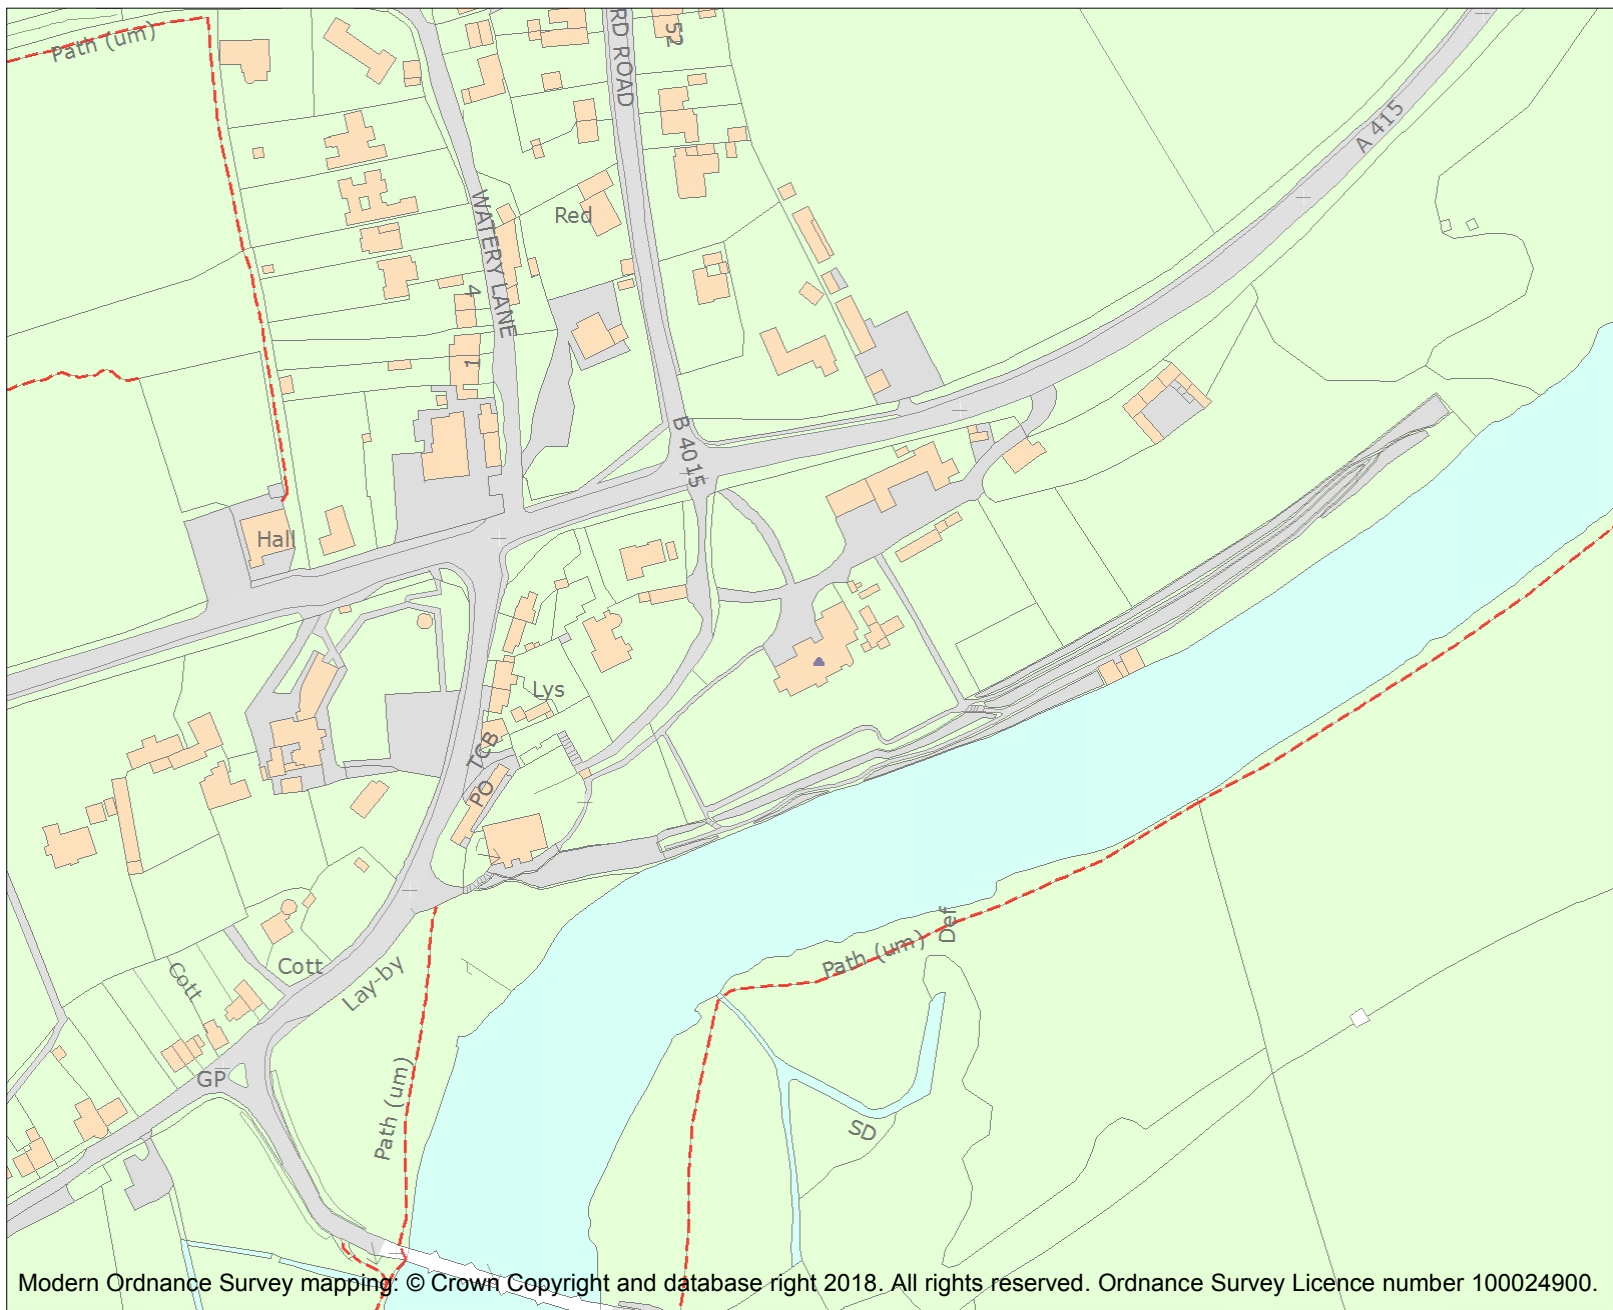 Path (um)
RD ROAD
52
A 415
WATERY LANE
Red
4
1
B 4015
Hall
Lys
TCB
PO
Cott
Cott
Lay-by
Def
Path (um)
Path (um)
GP
SD
Modern Ordnance Survey mapping: © Crown Copyright and database right 2018. All rights reserved. Ordnance Survey Licence number 100024900.